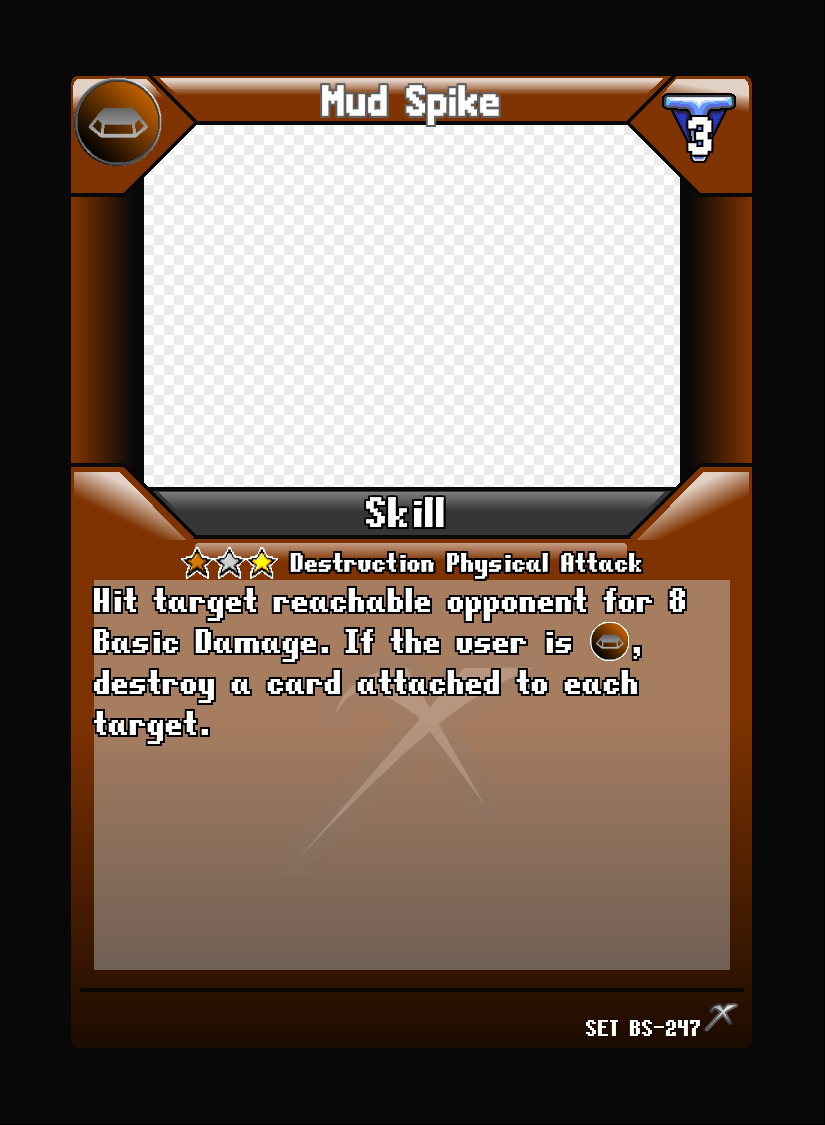 Mud Spike
3
Skill
Destruction Physical Attack
Hit target reachable opponent for 8
Basic Damage. If the user is ,
destroy a card attached to each
target.
SET BS-247